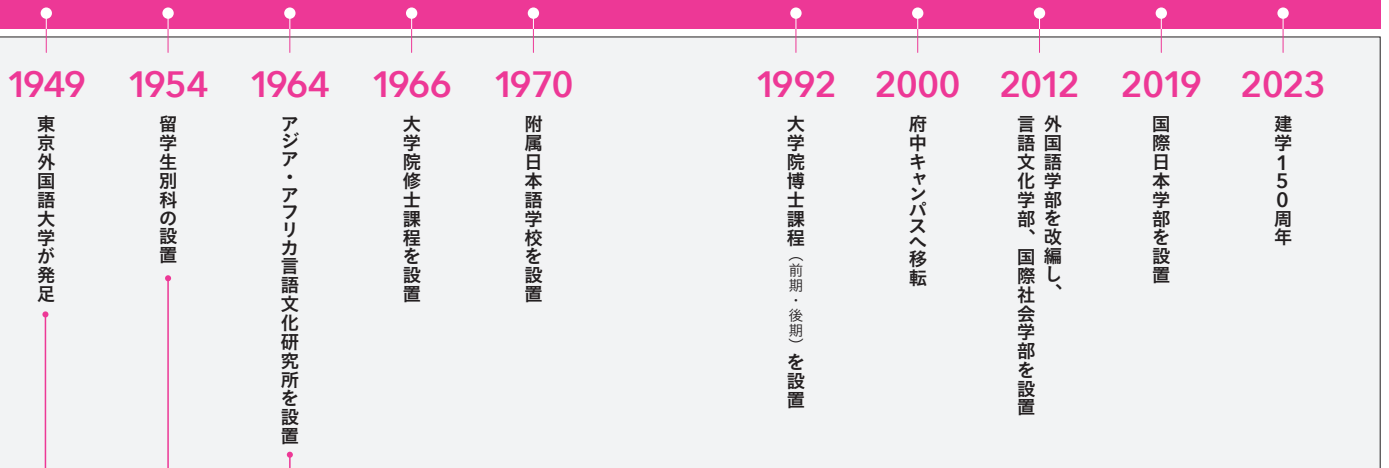 1949
東京外国語大学が発足
1954
留学生別科の設置
1964
アジア・アフリカ言語文化研究所を設置
1966
大学院修士課程を設置
1970
附属日本語学校を設置
1992
大学院博士課程（前期・後期）を設置
2000
府中キャンパスへ移転
2012
外国語学部を改編し、
言語文化学部、国際社会学部を設置
2019
国際日本学部を設置
2023
建学150周年